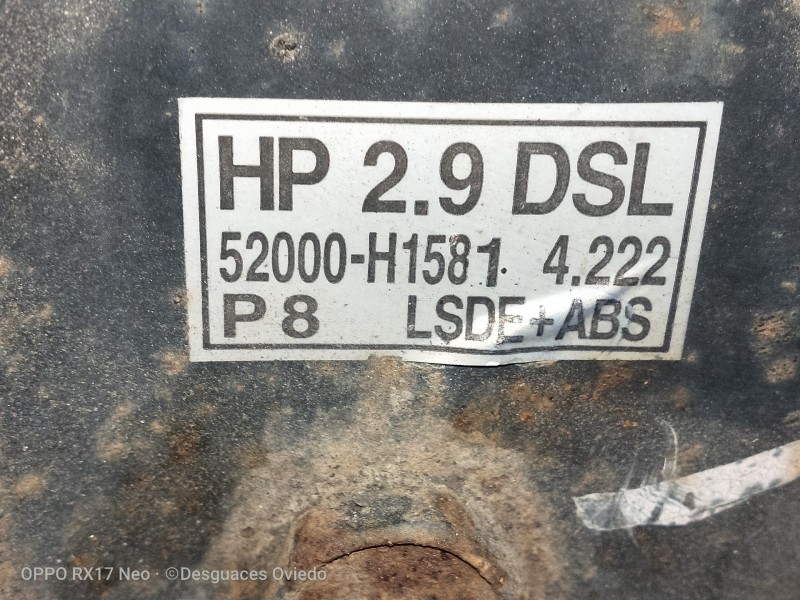 HP 2.9 DSL
52000-H1581 4.222
P8 LSDE+ABS
OPPO RX17 Neo · ©Desguaces Oviedo